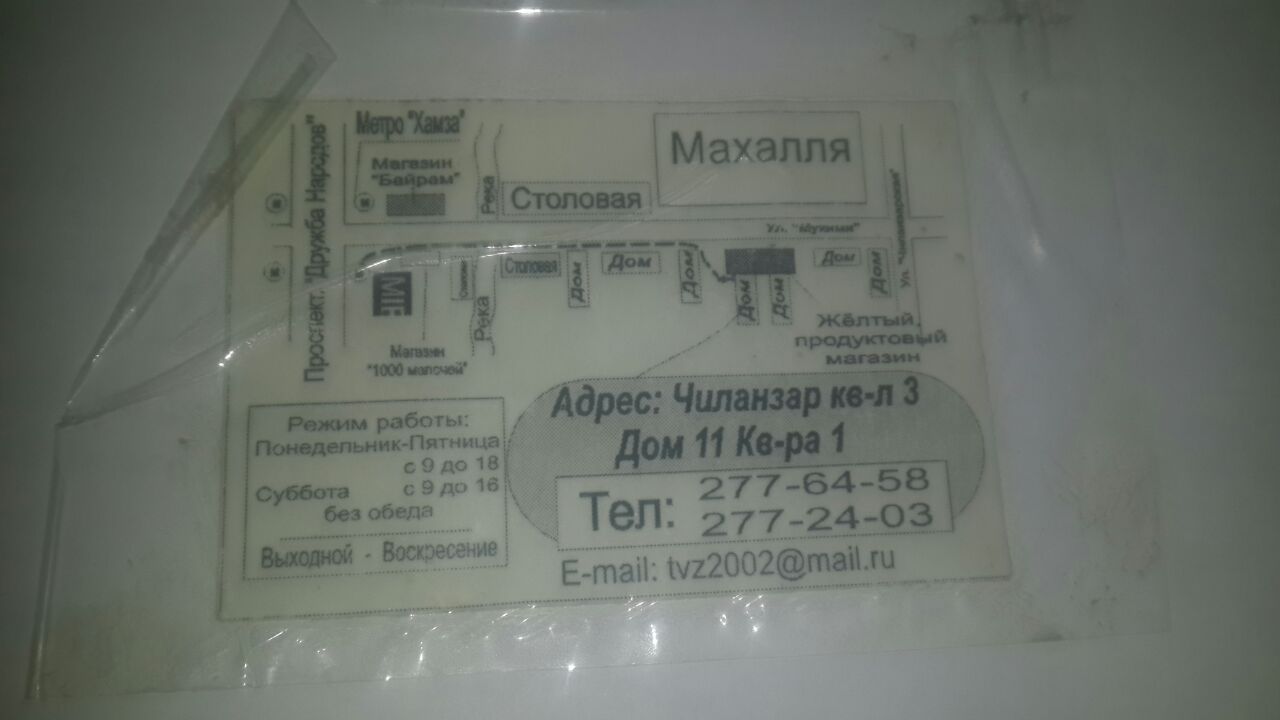 Проспект. "Дружба Народов"
Метро "Хамза"
Магазин
"Байрам"
Река
Столовая
Махалля
Ул. "Мукими"
Ул.
Столовая
Дом
Дом
Дом
Дом
Дом
Дом
Дом
Река
Магазин
"1000 мелочей"
Жёлтый
продуктовый
магазин
Режим работы:
Понедельник-Пятница
с 9 до 18
Суббота с 9 до 16
без обеда
Выходной - Воскресение
Адрес: Чиланзар кв-л 3
Дом 11 Кв-ра 1
Тел: 277-64-58
277-24-03
E-mail: tvz2002@mail.ru